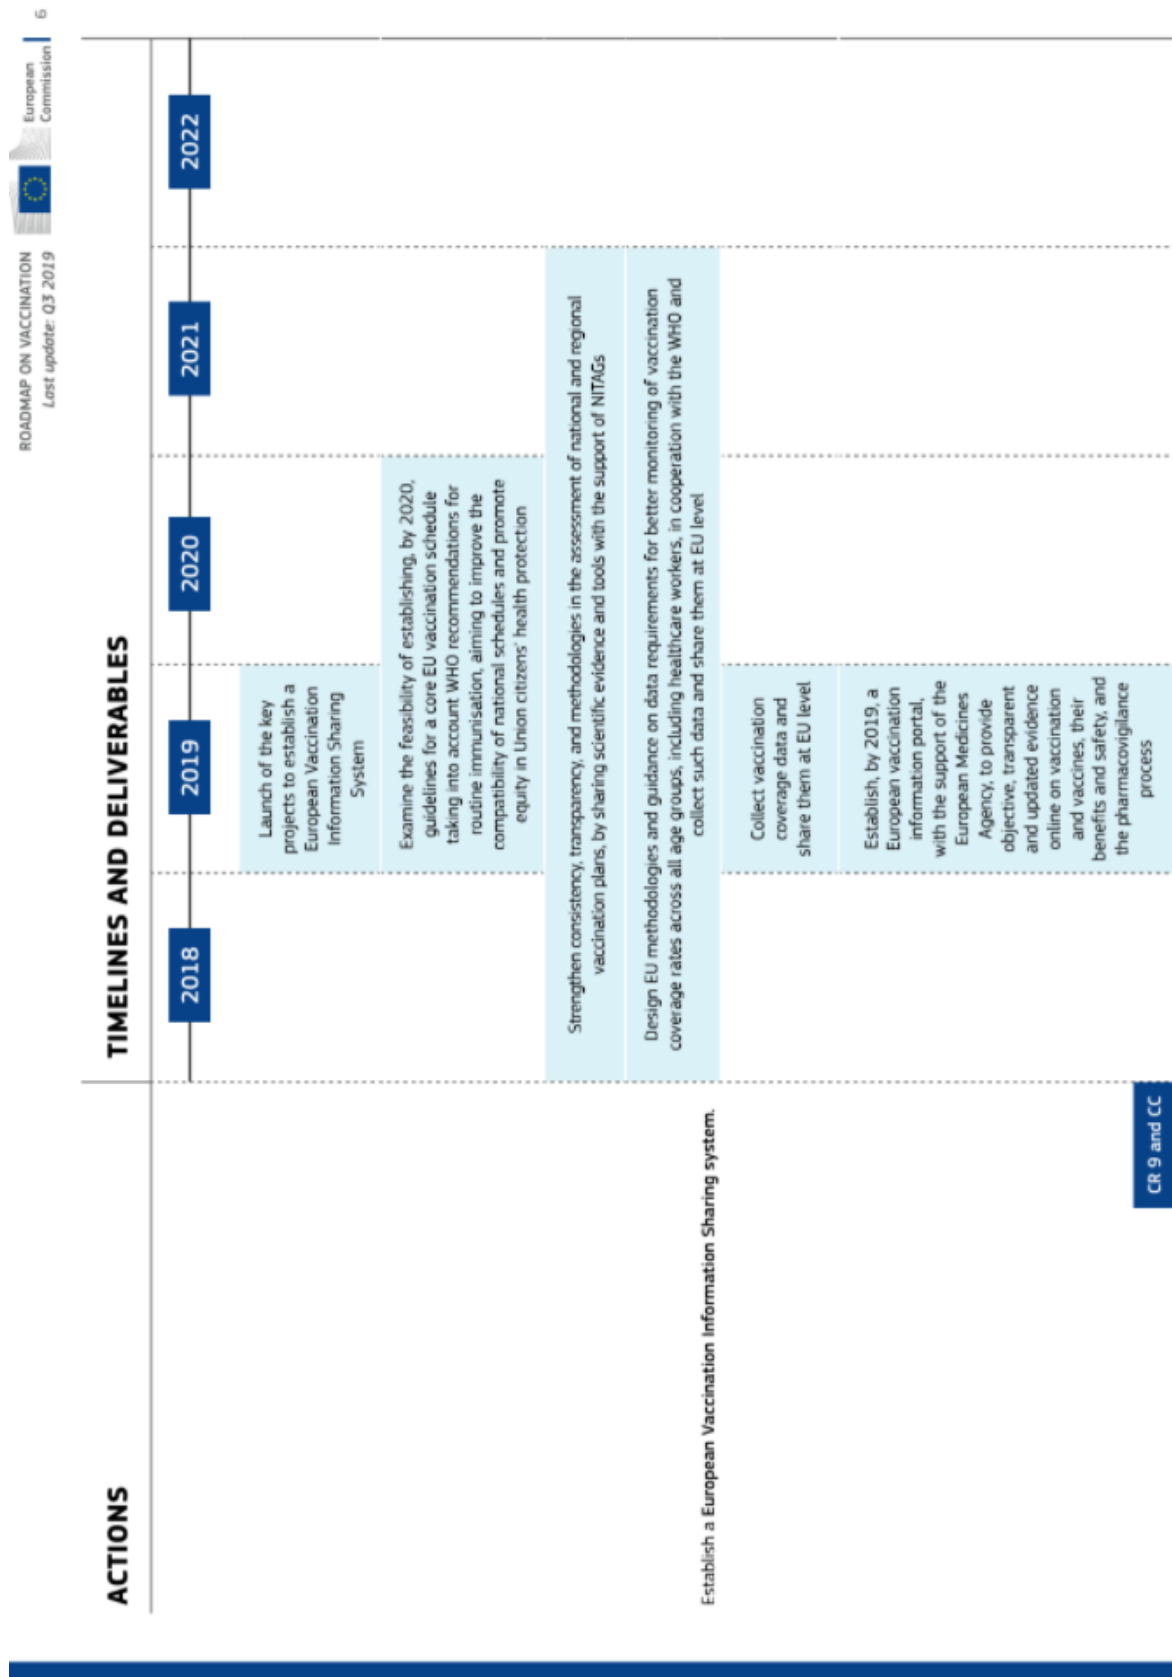 ROADMAP ON VACCINATION
Last update: Q3 2019
European
Commission
6
ACTIONS
TIMELINES AND DELIVERABLES
2018
2019
2020
2021
2022
Establish a European Vaccination Information Sharing system.
Launch of the key
projects to establish a
European Vaccination
Information Sharing
System
Examine the feasibility of establishing, by 2020,
guidelines for a core EU vaccination schedule
taking into account WHO recommendations for
routine immunisation, aiming to improve the
compatibility of national schedules and promote
equity in Union citizens' health protection
Strengthen consistency, transparency, and methodologies in the assessment of national and regional
vaccination plans, by sharing scientific evidence and tools with the support of NITAGs
Design EU methodologies and guidance on data requirements for better monitoring of vaccination
coverage rates across all age groups, including healthcare workers, in cooperation with the WHO and
collect such data and share them at EU level
Collect vaccination
coverage data and
share them at EU level
Establish, by 2019, a
European vaccination
information portal,
with the support of the
European Medicines
Agency, to provide
objective, transparent
and updated evidence
online on vaccination
and vaccines, their
benefits and safety, and
the pharmacovigilance
process
CR 9 and CC